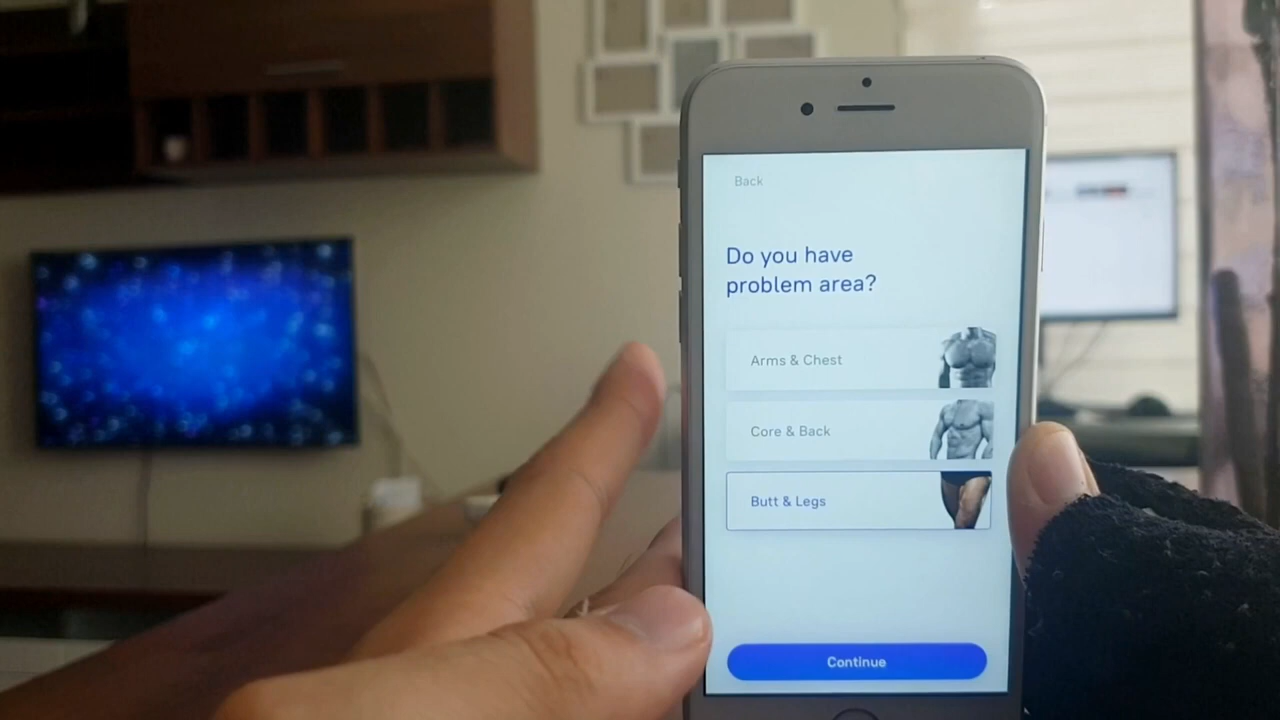 Back
Do you have
problem area?
Arms & Chest
Core & Back
Butt & Legs
Continue